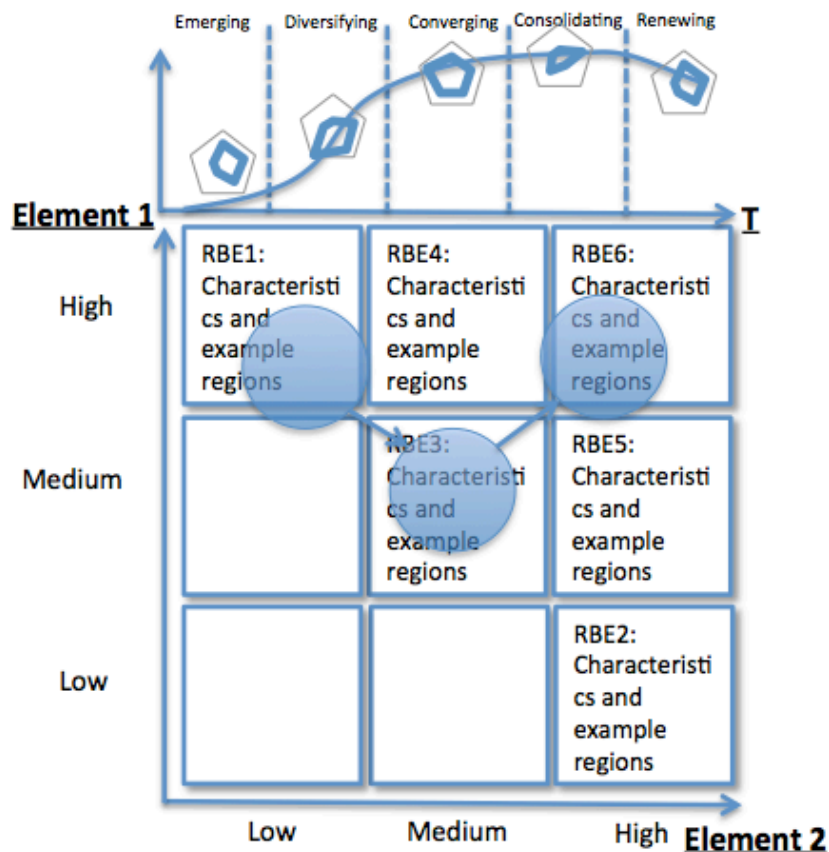 Emerging Diversifying Converging Consolidating Renewing
Element 1
T
High
RBE1:
Characteristi
cs and
example
regions
RBE4:
Characteristi
cs and
example
regions
RBE6:
Characteristi
cs and
example
regions
Medium
RBE3:
Characteristi
cs and
example
regions
RBE5:
Characteristi
cs and
example
regions
Low
RBE2:
Characteristi
cs and
example
regions
Low Medium High Element 2